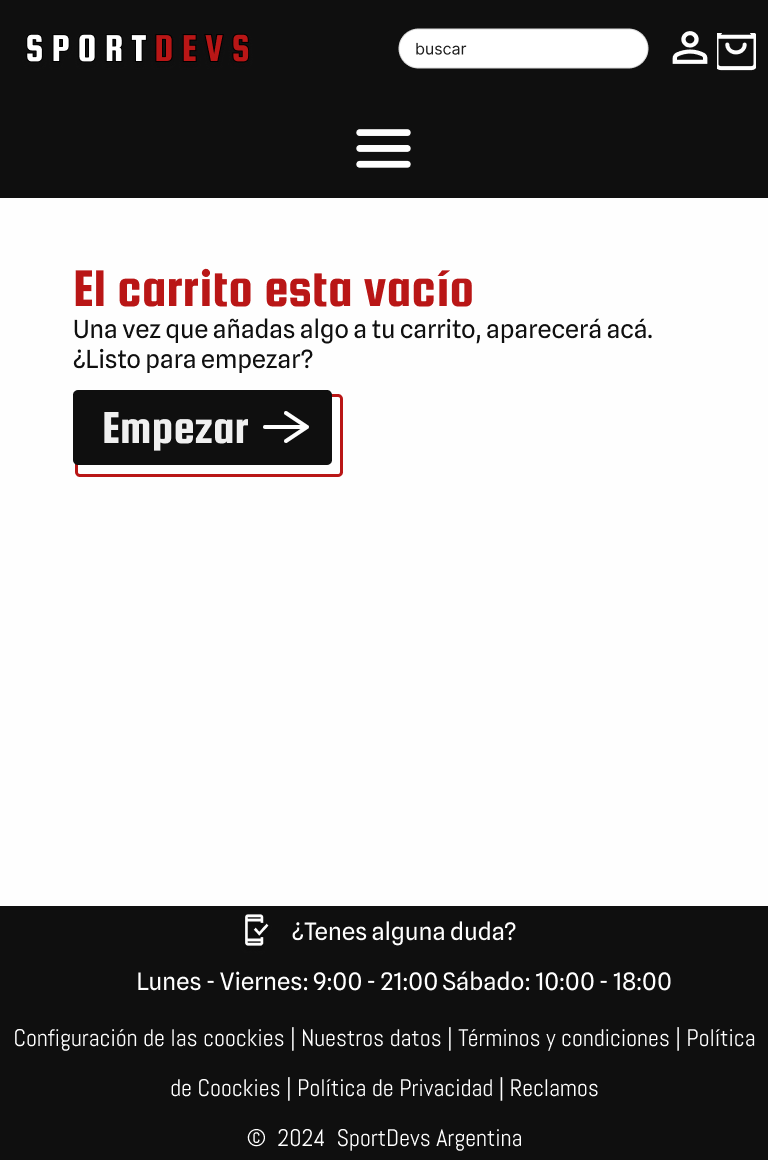 SPORTDEVS
buscar
El carrito esta vacío
Una vez que añadas algo a tu carrito, aparecerá acá.
¿Listo para empezar?
Empezar
¿Tenes alguna duda?
Lunes - Viernes: 9:00 - 21:00 Sábado: 10:00 - 18:00
Configuración de las coockies | Nuestros datos | Términos y condiciones | Política
de Coockies | Política de Privacidad | Reclamos
© 2024 SportDevs Argentina